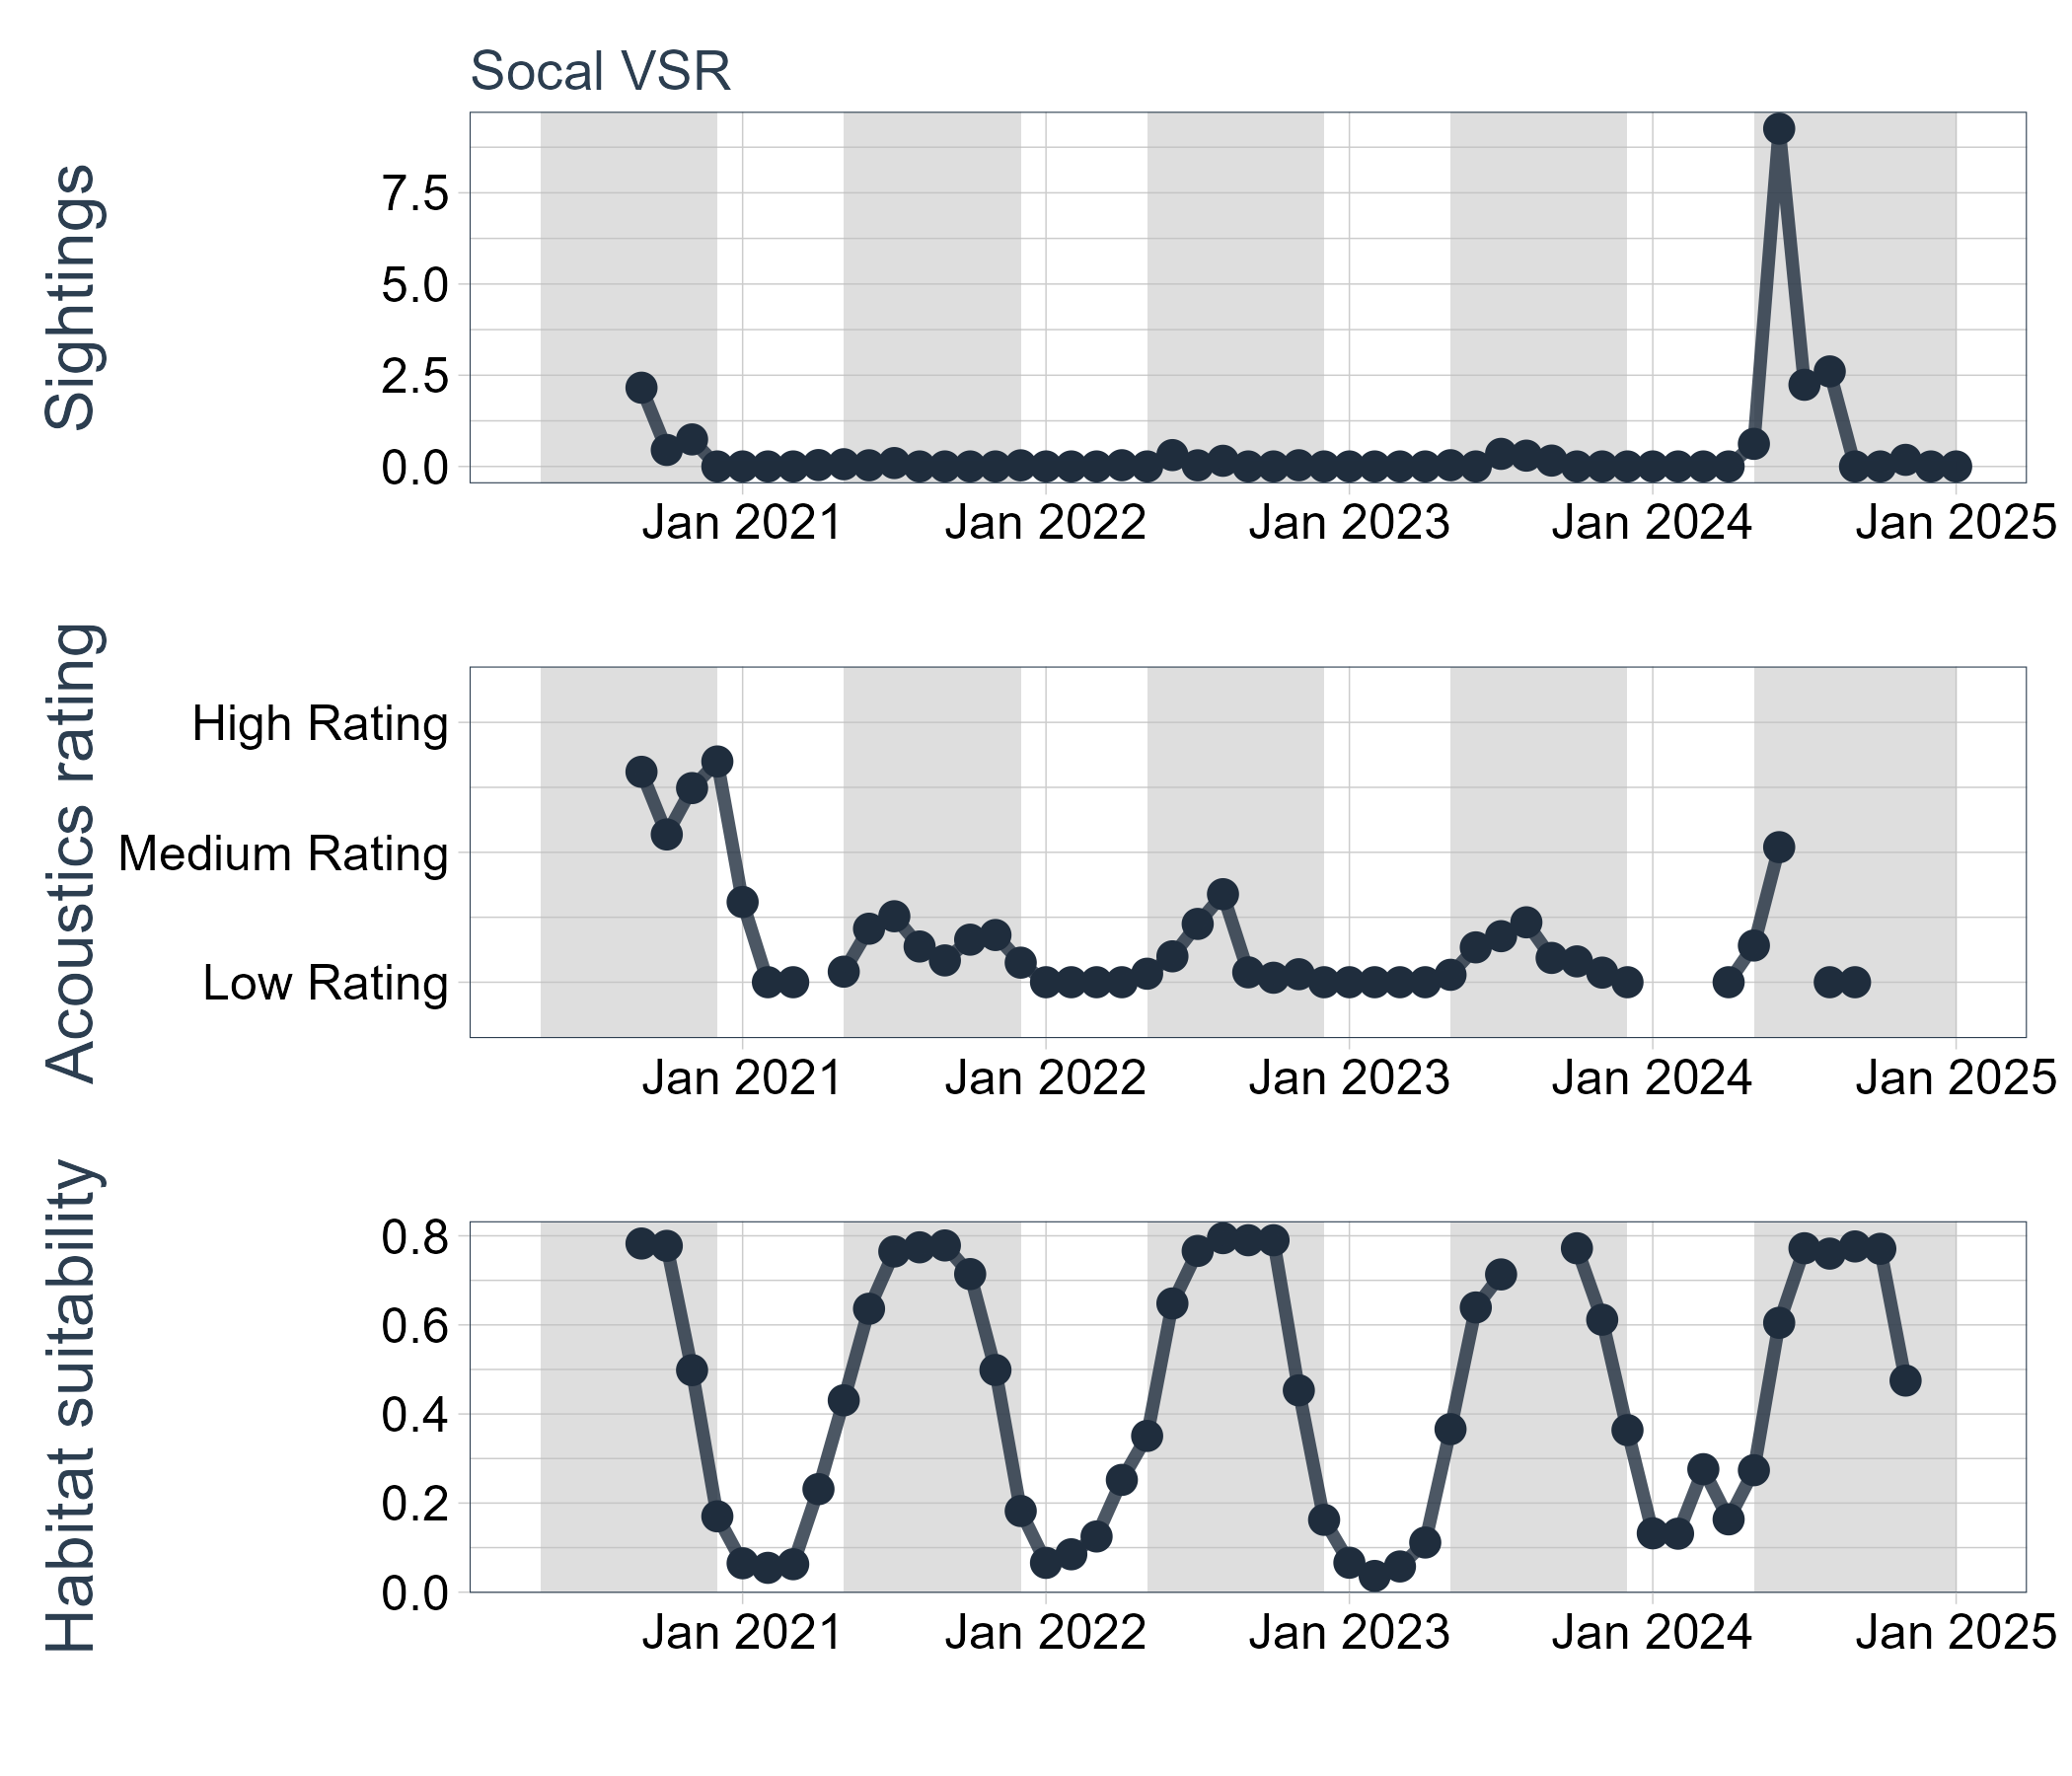 Socal VSR
Sightings
7.5
5.0
2.5
0.0
Jan 2021 Jan 2022 Jan 2023 Jan 2024 Jan 2025
Acoustics rating
High Rating
Medium Rating
Low Rating
Jan 2021 Jan 2022 Jan 2023 Jan 2024 Jan 2025
Habitat suitability
0.8
0.6
0.4
0.2
0.0
Jan 2021 Jan 2022 Jan 2023 Jan 2024 Jan 2025